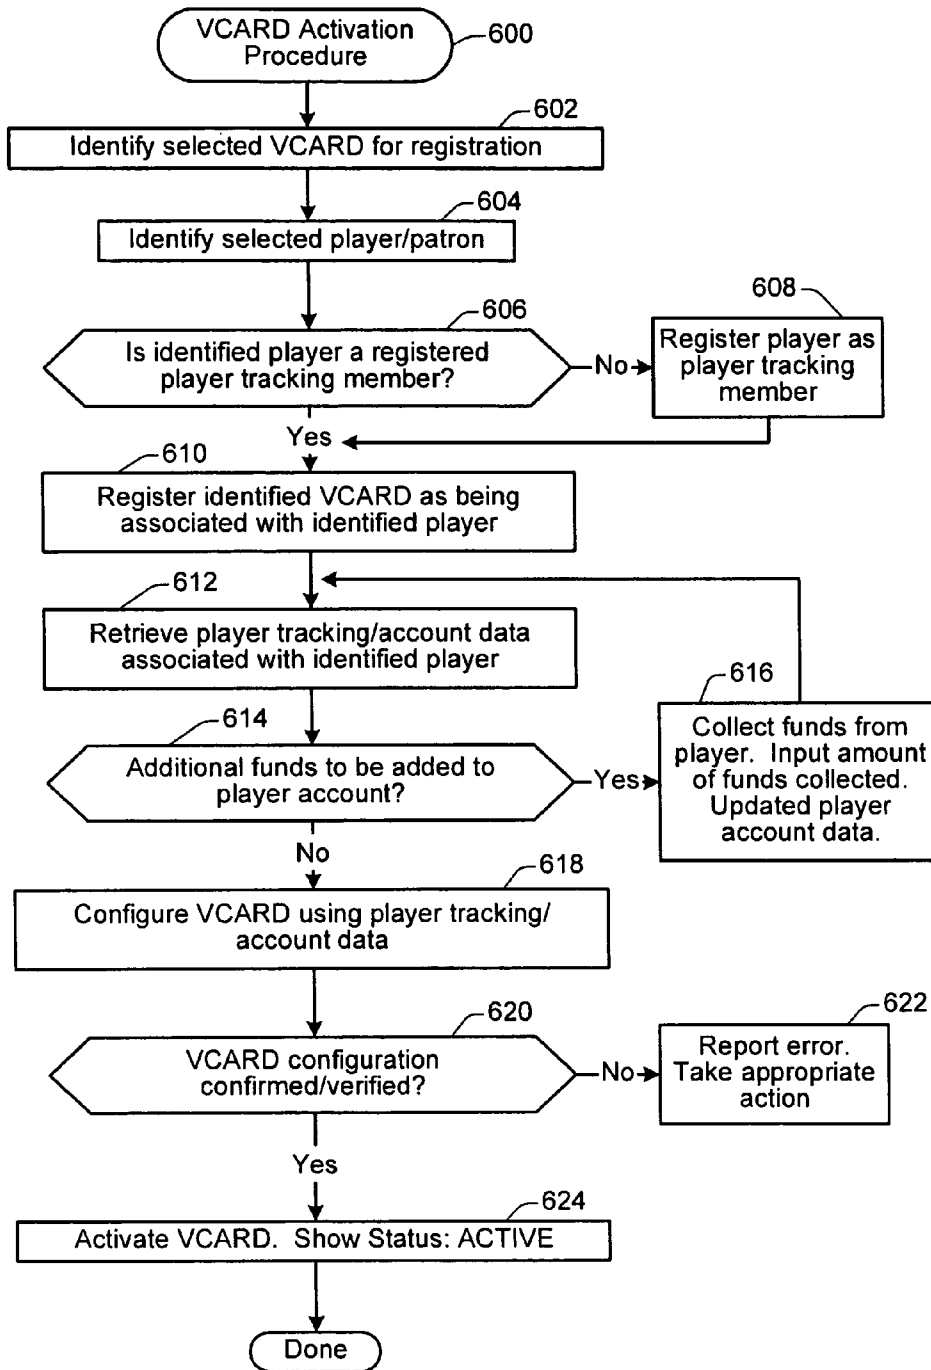 VCARD Activation
Procedure
600
602
Identify selected VCARD for registration
604
Identify selected player/patron
606
608
Is identified player a registered
player tracking member?
No
Register player as
player tracking
member
Yes
610
Register identified VCARD as being
associated with identified player
612
Retrieve player tracking/account data
associated with identified player
614
616
Additional funds to be added to
player account?
Yes
Collect funds from
player. Input amount
of funds collected.
Updated player
account data.
No
618
Configure VCARD using player tracking/
account data
620
622
VCARD configuration
confirmed/verified?
No
Report error.
Take appropriate
action
Yes
624
Activate VCARD. Show Status: ACTIVE
Done